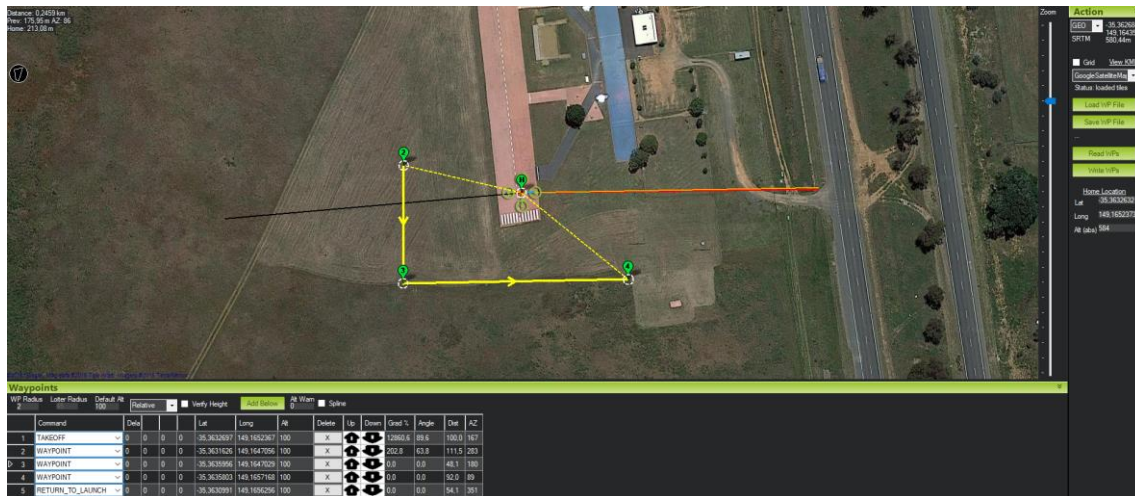 Distance: 0,2459 km
Prev: 175,95 m AZ: 86
Home: 213,08 m
2
H
3
4
Zoom
Action
GEO
-35,36268
149,16435
SRTM 580,44m
Grid View KML
GoogleSatelliteMap
Status: loaded tiles
Load WP File
Save WP File
Read WPs
Write WPs
Home Location
Lat -35,3632632
Long 149,1652373
Alt (abs) 584
Waypoints
WP Radius Loiter Radius Default Alt
2 100 Relative Verify Height Add Below Alt Warn 0 Spline
Command Dela Lat Long Alt Delete Up Down Grad % Angle Dist AZ
1 TAKEOFF 0 0 0 0 -35,3632697 149,1652367 100 X 12860,6 89,6 100,0 167
2 WAYPOINT 0 0 0 0 -35,3631626 149,1647056 100 X 202,8 63,8 111,5 283
3 WAYPOINT 0 0 0 0 -35,3635956 149,1647029 100 X 0,0 0,0 48,1 180
4 WAYPOINT 0 0 0 0 -35,3635803 149,1657168 100 X 0,0 0,0 92,0 89
5 RETURN_TO_LAUNCH 0 0 0 0 -35,3630991 149,1656296 100 X 0,0 0,0 54,1 351